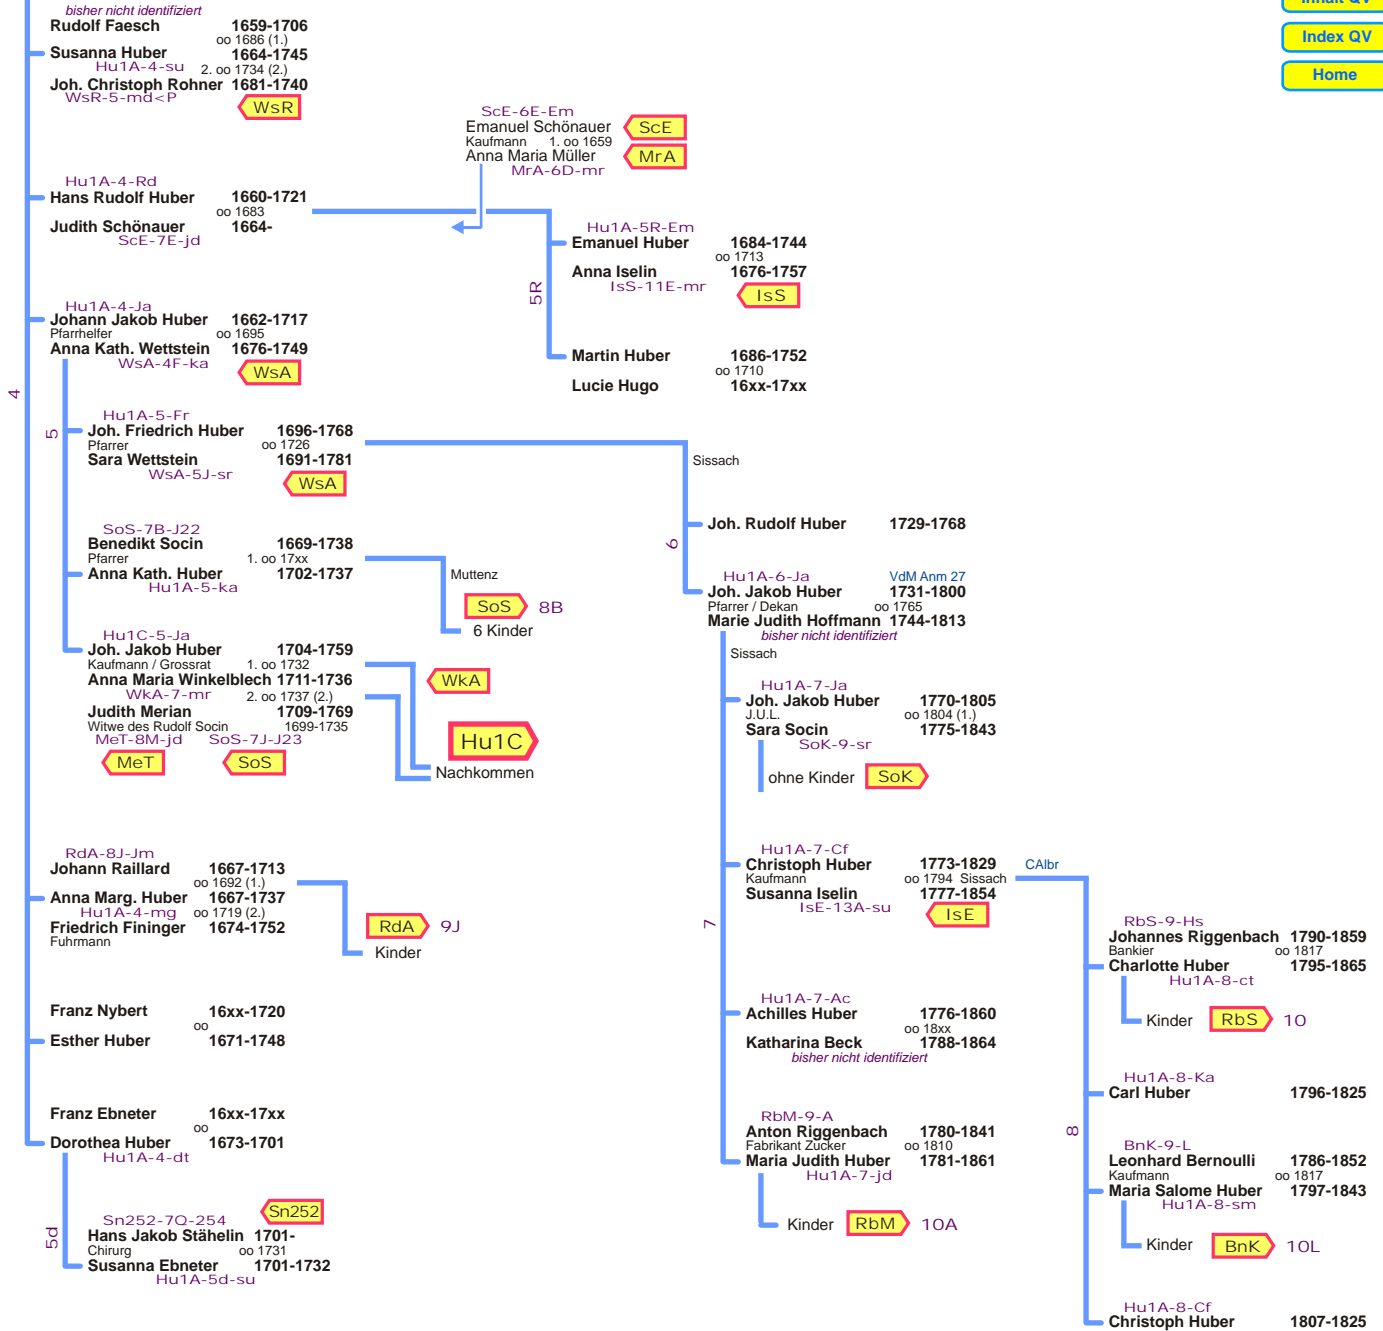 Inhalt QV
Index QV
Home
bisher nicht identifiziert
Rudolf Faesch 1659-1706
oo 1686 (1.)
Susanna Huber 1664-1745
Hu1A-4-su 2. oo 1734 (2.)
Joh. Christoph Rohner 1681-1740
WsR-5-md<P
WsR
ScE-6E-Em
Emanuel Schönauer ScE
Kaufmann 1. oo 1659
Anna Maria Müller MrA
MrA-6D-mr
Hu1A-4-Rd
Hans Rudolf Huber 1660-1721
oo 1683
Judith Schönauer 1664-
ScE-7E-jd
5R
Hu1A-5R-Em
Emanuel Huber 1684-1744
oo 1713
Anna Iselin 1676-1757
IsS-11E-mr
IsS
Martin Huber 1686-1752
oo 1710
Lucie Hugo 16xx-17xx
4
Hu1A-4-Ja
Johann Jakob Huber 1662-1717
Pfarrhelfer oo 1695
Anna Kath. Wettstein 1676-1749
WsA-4F-ka
WsA
5
Hu1A-5-Fr
Joh. Friedrich Huber 1696-1768
Pfarrer oo 1726
Sara Wettstein 1691-1781
WsA-5J-sr
WsA
Sissach
SoS-7B-J22
Benedikt Socin 1669-1738
Pfarrer 1. oo 17xx
Anna Kath. Huber 1702-1737
Hu1A-5-ka
Muttenz
SoS 8B
6 Kinder
Hu1C-5-Ja
Joh. Jakob Huber 1704-1759
Kaufmann / Grossrat 1. oo 1732
Anna Maria Winkelblech 1711-1736
WkA-7-mr 2. oo 1737 (2.)
Judith Merian 1709-1769
Witwe des Rudolf Socin 1699-1735
MeT-8M-jd SoS-7J-J23
MeT SoS
WkA
Hu1C
Nachkommen
6
Joh. Rudolf Huber 1729-1768
Hu1A-6-Ja VdM Anm 27
Joh. Jakob Huber 1731-1800
Pfarrer / Dekan oo 1765
Marie Judith Hoffmann 1744-1813
bisher nicht identifiziert
Sissach
7
Hu1A-7-Ja
Joh. Jakob Huber 1770-1805
J.U.L. oo 1804 (1.)
Sara Socin 1775-1843
SoK-9-sr
ohne Kinder SoK
Hu1A-7-Cf
Christoph Huber 1773-1829
Kaufmann oo 1794 Sissach
Susanna Iselin 1777-1854
IsE-13A-su
IsE
CAlbr
Hu1A-7-Ac
Achilles Huber 1776-1860
oo 18xx
Katharina Beck 1788-1864
bisher nicht identifiziert
RbM-9-A
Anton Riggenbach 1780-1841
Fabrikant Zucker oo 1810
Maria Judith Huber 1781-1861
Hu1A-7-jd
Kinder RbM 10A
8
RbS-9-Hs
Johannes Riggenbach 1790-1859
Bankier oo 1817
Charlotte Huber 1795-1865
Hu1A-8-ct
Kinder RbS 10
Hu1A-8-Ka
Carl Huber 1796-1825
BnK-9-L
Leonhard Bernoulli 1786-1852
Kaufmann oo 1817
Maria Salome Huber 1797-1843
Hu1A-8-sm
Kinder BnK 10L
Hu1A-8-Cf
Christoph Huber 1807-1825
RdA-8J-Jm
Johann Raillard 1667-1713
oo 1692 (1.)
Anna Marg. Huber 1667-1737
Hu1A-4-mg oo 1719 (2.)
Friedrich Fininger 1674-1752
Fuhrmann
RdA 9J
Kinder
Franz Nybert 16xx-1720
oo
Esther Huber 1671-1748
Franz Ebneter 16xx-17xx
oo
Dorothea Huber 1673-1701
Hu1A-4-dt
5d
Sn252
Sn252-7Q-254
Hans Jakob Stähelin 1701-
Chirurg oo 1731
Susanna Ebneter 1701-1732
Hu1A-5d-su